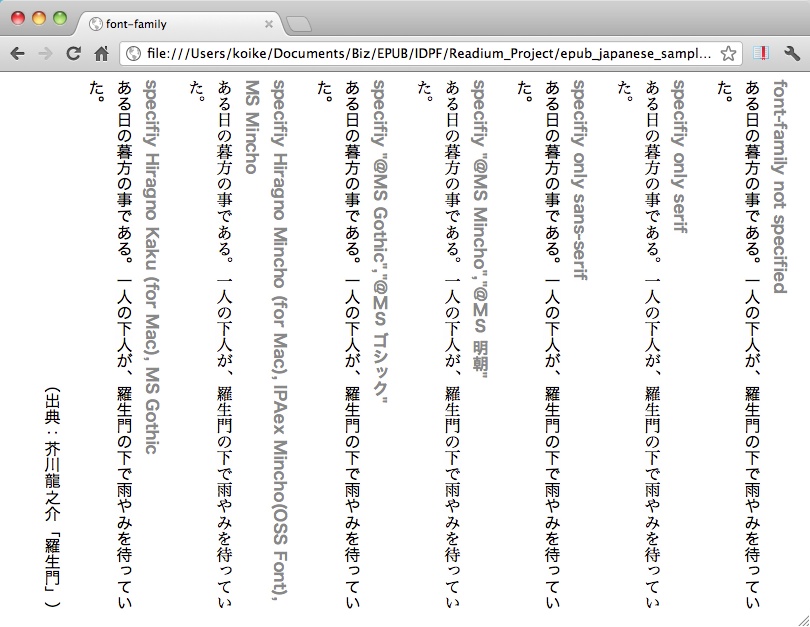 font-family
file:///Users/koike/Documents/Biz/EPUB/IDPF/Readium_Project/epub_japanese_sampl...
font-family not specified
ある日の暮方の事である。一人の下人が、羅生門の下で雨やみを待ってい
た。
specifiy only serif
ある日の暮方の事である。一人の下人が、羅生門の下で雨やみを待ってい
た。
specifiy only sans-serif
ある日の暮方の事である。一人の下人が、羅生門の下で雨やみを待ってい
た。
specifiy "@MS Mincho","@MS 明朝"
ある日の暮方の事である。一人の下人が、羅生門の下で雨やみを待ってい
た。
specifiy "@MS Gothic","@MS ゴシック"
ある日の暮方の事である。一人の下人が、羅生門の下で雨やみを待ってい
た。
specifiy Hiragno Mincho (for Mac), IPAex Mincho(OSS Font),
MS Mincho
ある日の暮方の事である。一人の下人が、羅生門の下で雨やみを待ってい
た。
specifiy Hiragno Kaku (for Mac), MS Gothic
ある日の暮方の事である。一人の下人が、羅生門の下で雨やみを待ってい
た。
（出典：芥川龍之介「羅生門」）